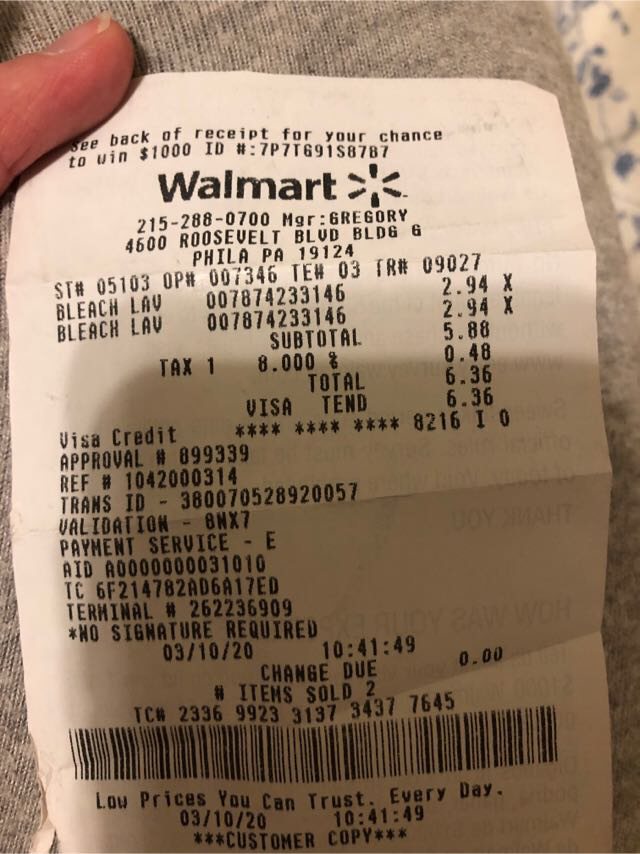 See back of receipt for your chance
to win $1000 ID #:7P7TG91S87B7
Walmart
215-288-0700 Mgr:GREGORY
4600 ROOSEVELT BLVD BLDG G
PHILA PA 19124
ST# 05103 OP# 007346 TE# 03 TR# 09027
BLEACH LAV 007874233146 2.94 X
BLEACH LAV 007874233146 2.94 X
SUBTOTAL 5.88
TAX 1 8.000 % 0.48
TOTAL 6.36
VISA TEND 6.36
Visa Credit **** **** **** 8216 I 0
APPROVAL # 899339
REF # 1042000314
TRANS ID - 380070528920057
VALIDATION - 8NX7
PAYMENT SERVICE - E
AID A0000000031010
TC 6F214782AD6A17ED
TERMINAL # 262236909
*NO SIGNATURE REQUIRED
03/10/20 10:41:49
CHANGE DUE 0.00
# ITEMS SOLD 2
TC# 2336 9923 3137 3437 7645
Low Prices You Can Trust. Every Day.
03/10/20 10:41:49
***CUSTOMER COPY***